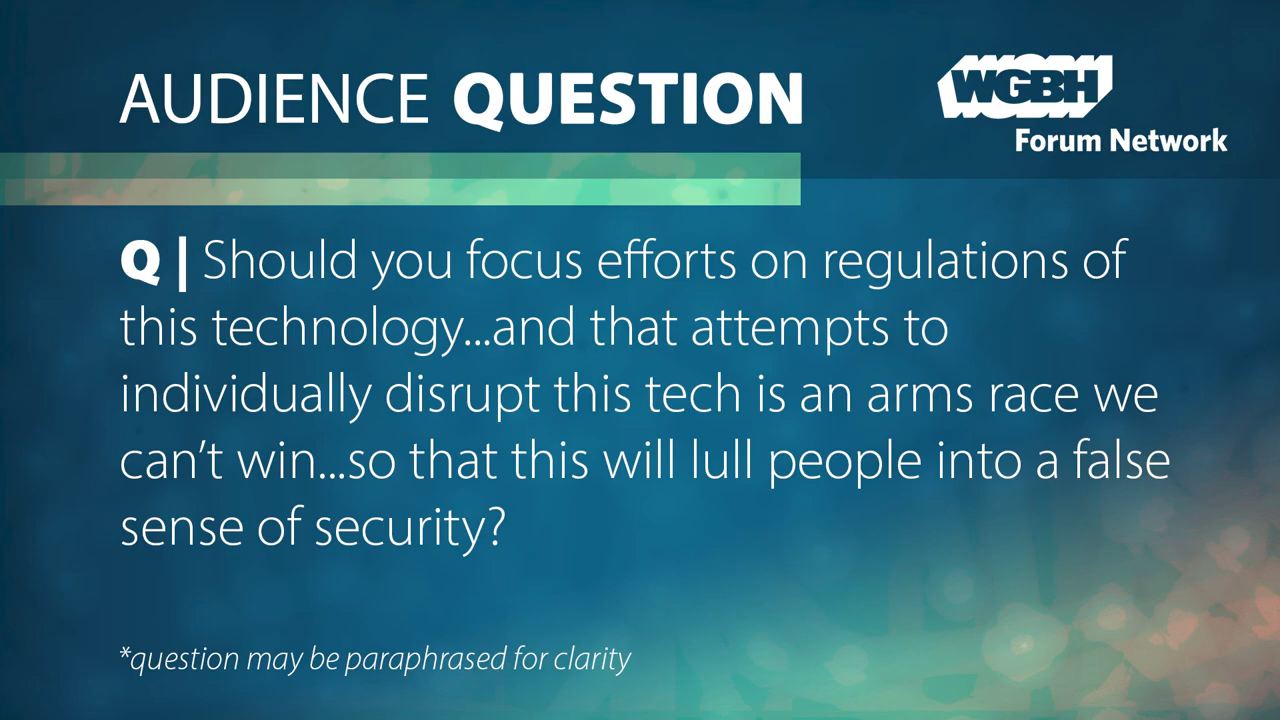 AUDIENCE QUESTION
WGBH
Forum Network
Q | Should you focus efforts on regulations of
this technology...and that attempts to
individually disrupt this tech is an arms race we
can’t win...so that this will lull people into a false
sense of security?
*question may be paraphrased for clarity